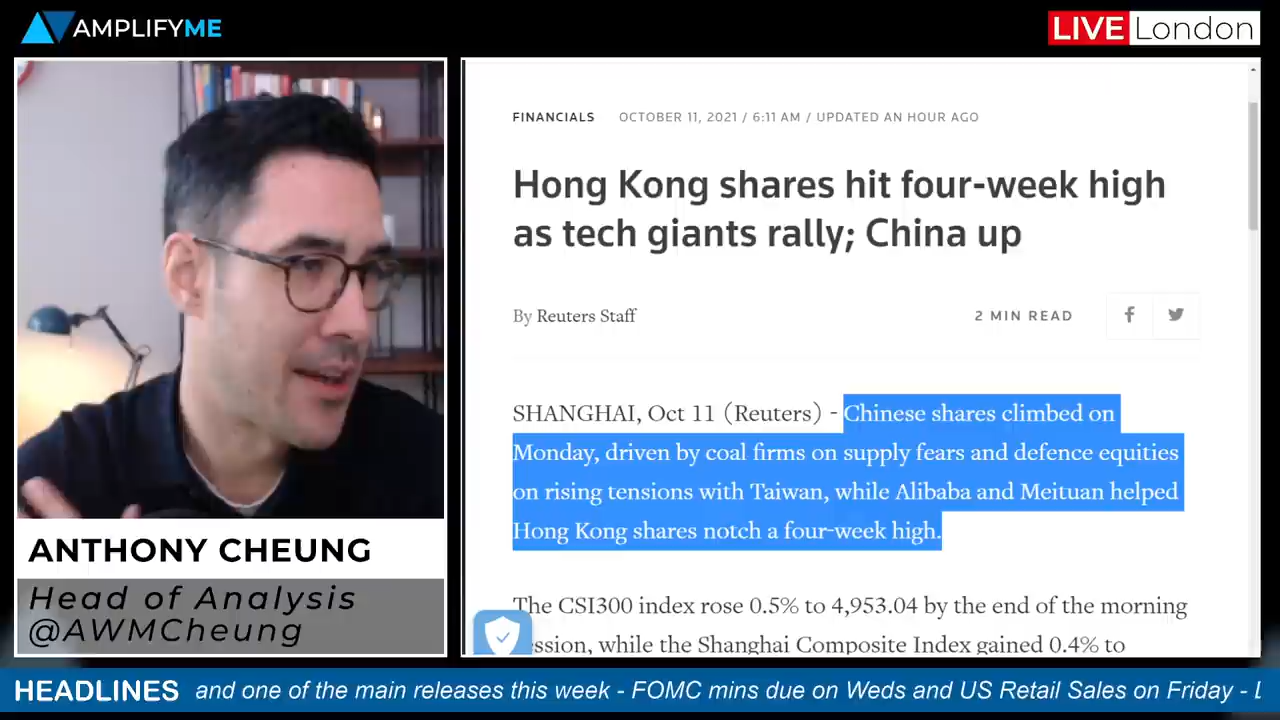 AMPLIFYME
LIVE London
FINANCIALS OCTOBER 11, 2021 / 6:11 AM / UPDATED AN HOUR AGO
Hong Kong shares hit four-week high
as tech giants rally; China up
By Reuters Staff
2 MIN READ
SHANGHAI, Oct 11 (Reuters) - Chinese shares climbed on
Monday, driven by coal firms on supply fears and defence equities
on rising tensions with Taiwan, while Alibaba and Meituan helped
Hong Kong shares notch a four-week high.
The CSI300 index rose 0.5% to 4,953.04 by the end of the morning
session, while the Shanghai Composite Index gained 0.4% to
ANTHONY CHEUNG
Head of Analysis
@AWMCheung
HEADLINES and one of the main releases this week - FOMC mins due on Weds and US Retail Sales on Friday -